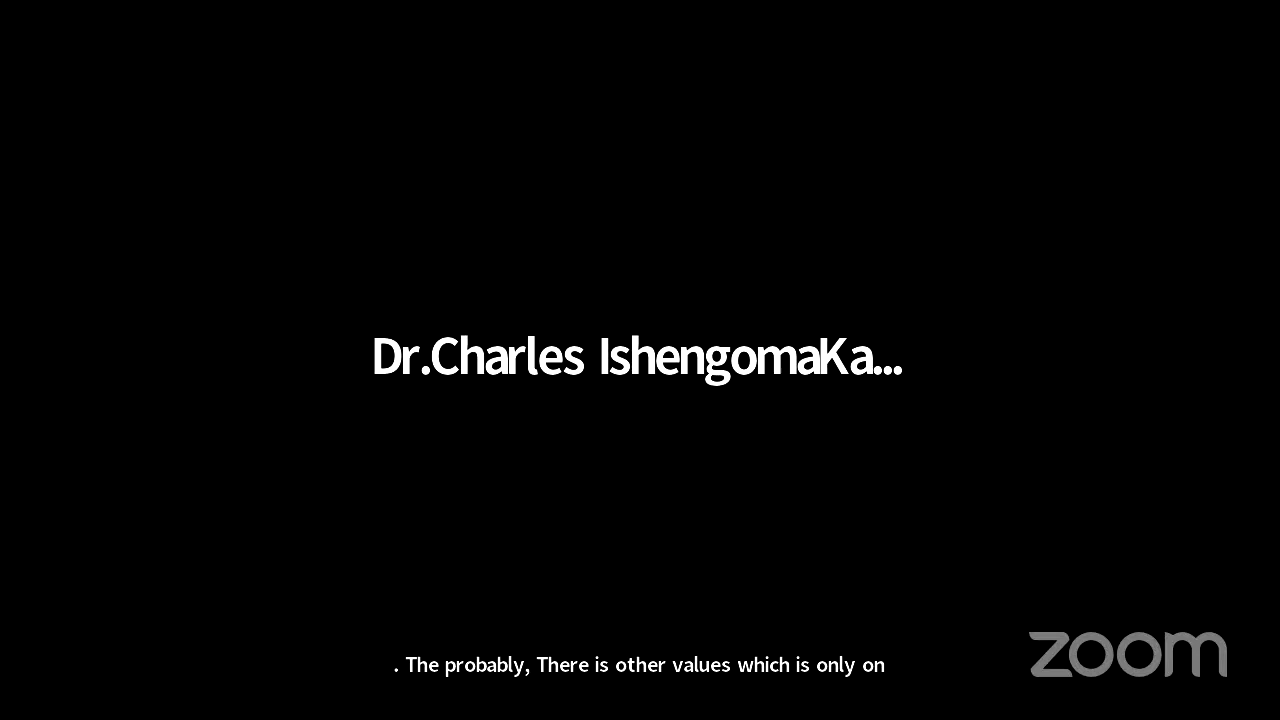 Dr.Charles IshengomaKa...
. The probably, There is other values which is only on
zoom